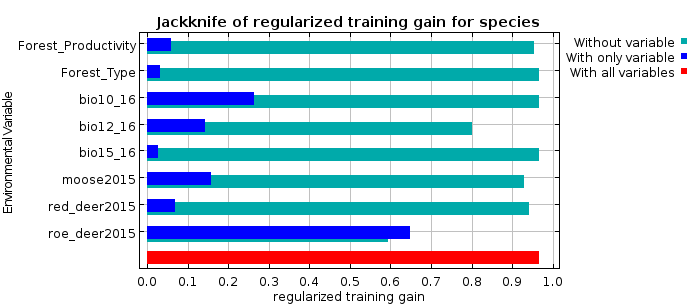 Jackknife of regularized training gain for species
Environmental Variable
Forest_Productivity
Forest_Type
bio10_16
bio12_16
bio15_16
moose2015
red_deer2015
roe_deer2015
0.0 0.1 0.2 0.3 0.4 0.5 0.6 0.7 0.8 0.9 1.0
regularized training gain
Without variable
With only variable
With all variables